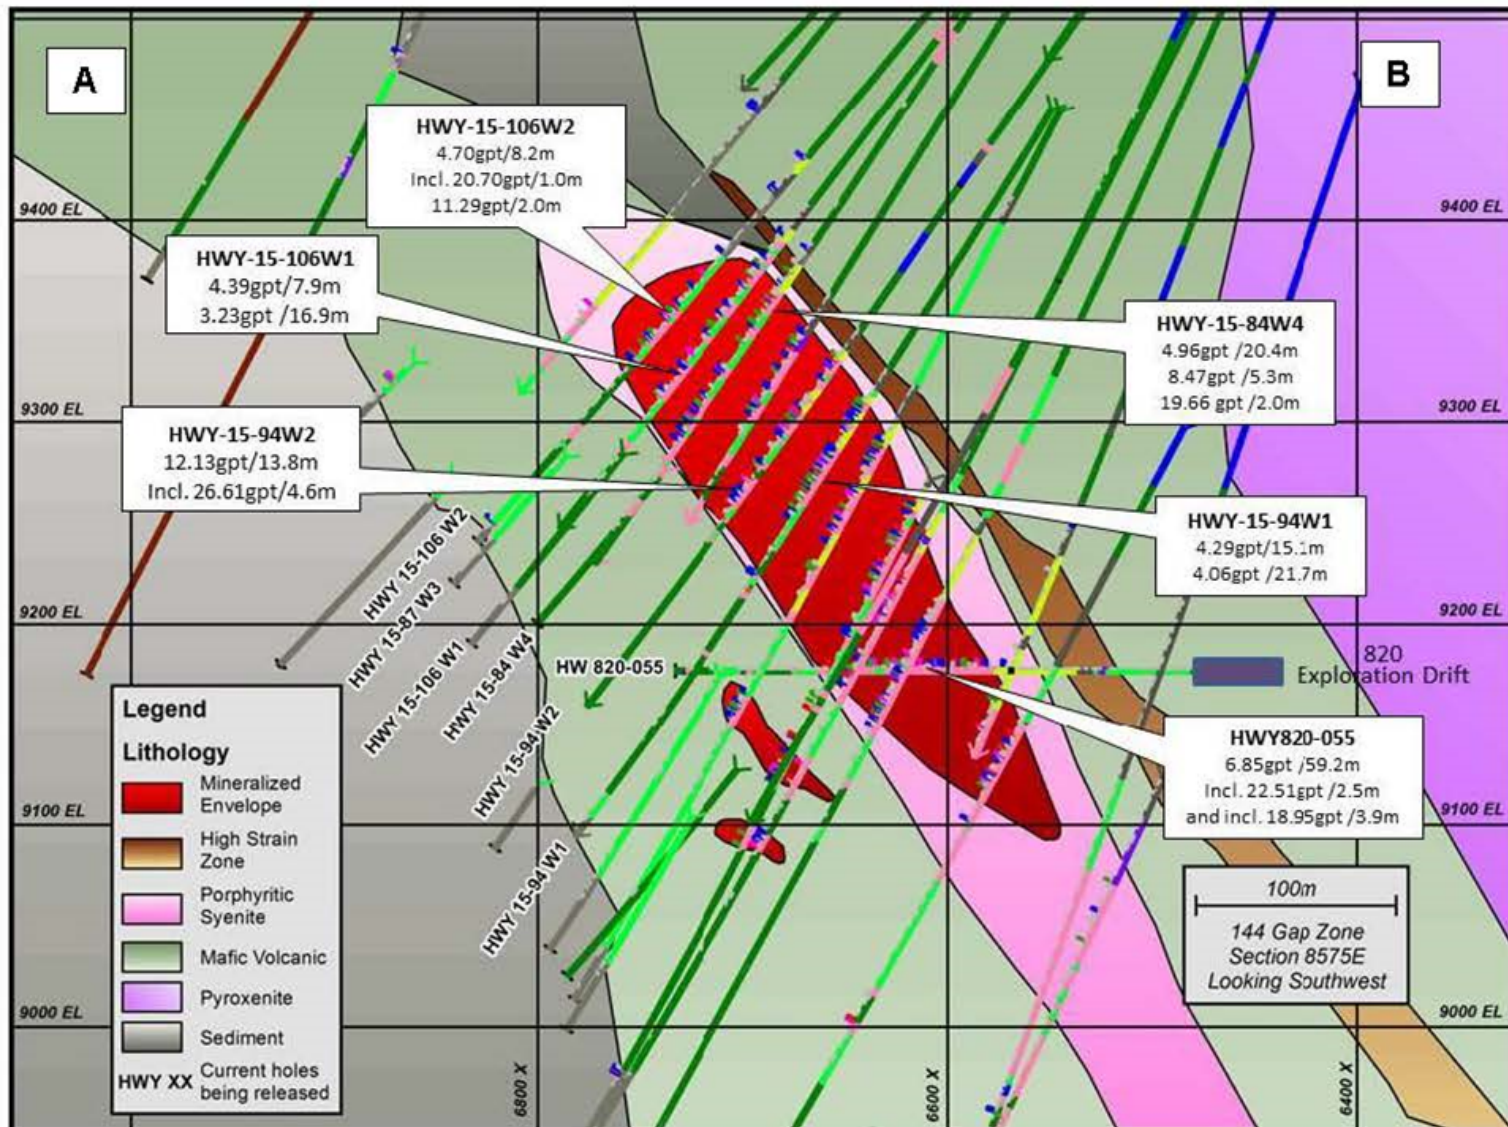 A
B
HWY-15-106W2
4.70gpt/8.2m
Incl. 20.70gpt/1.0m
11.29gpt/2.0m
9400 EL
9400 EL
HWY-15-106W1
4.39gpt/7.9m
3.23gpt /16.9m
HWY-15-84W4
4.96gpt /20.4m
8.47gpt /5.3m
19.66 gpt /2.0m
9300 EL
9300 EL
HWY-15-94W2
12.13gpt/13.8m
Incl. 26.61gpt/4.6m
HWY-15-94W1
4.29gpt/15.1m
4.06gpt /21.7m
HWY 15-106 W2
HWY 15-87 W3
HWY 15-106 W1
HWY 15-84 W4
HWY 15-94 W2
HWY 15-94 W1
9200 EL
9200 EL
HW 820-055
820
Exploration Drift
HWY820-055
6.85gpt /59.2m
Incl. 22.51gpt /2.5m
and incl. 18.95gpt /3.9m
9100 EL
9100 EL
Legend
Lithology
Mineralized
Envelope
High Strain
Zone
Porphyritic
Syenite
Mafic Volcanic
Pyroxenite
Sediment
HWY XX Current holes
being released
100m
144 Gap Zone
Section 8575E
Looking Southwest
9000 EL
9000 EL
6800 X
6600 X
6400 X